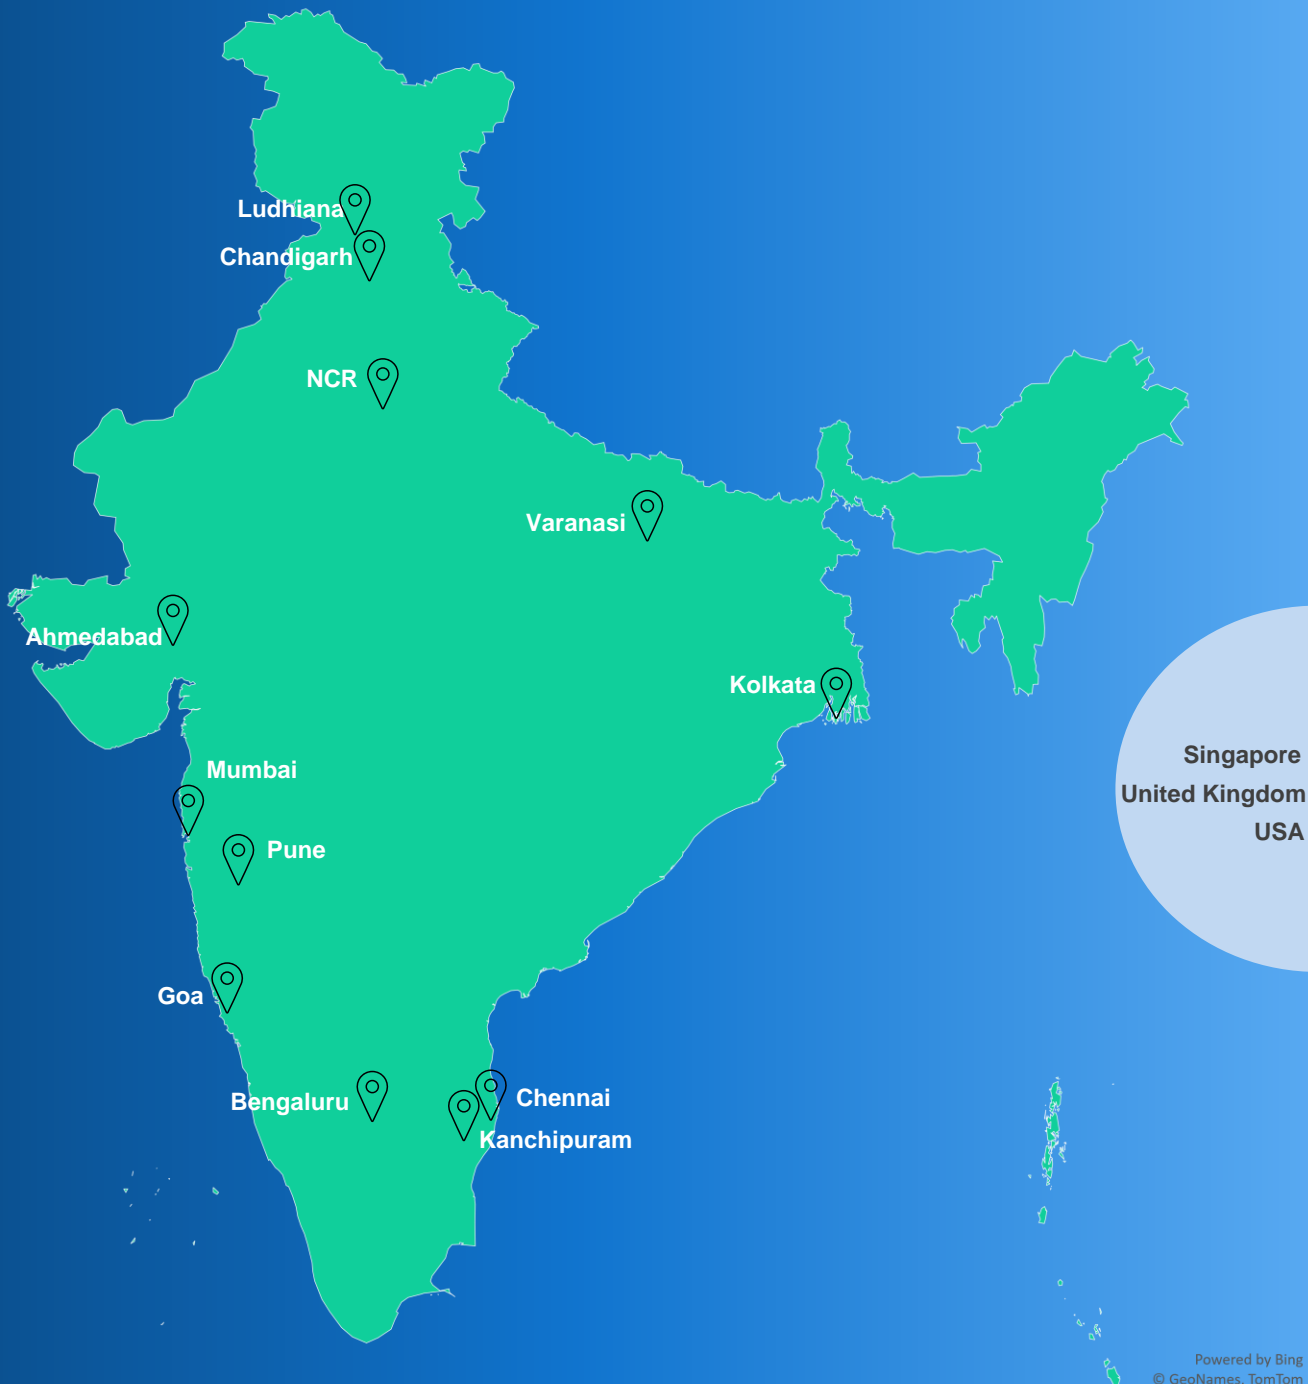 Ludhiana
Chandigarh
NCR
Varanasi
Ahmedabad
Kolkata
Mumbai
Singapore
United Kingdom
USA
Pune
Goa
Bengaluru
Chennai
Kanchipuram
Powered by Bing
© GeoNames, TomTom